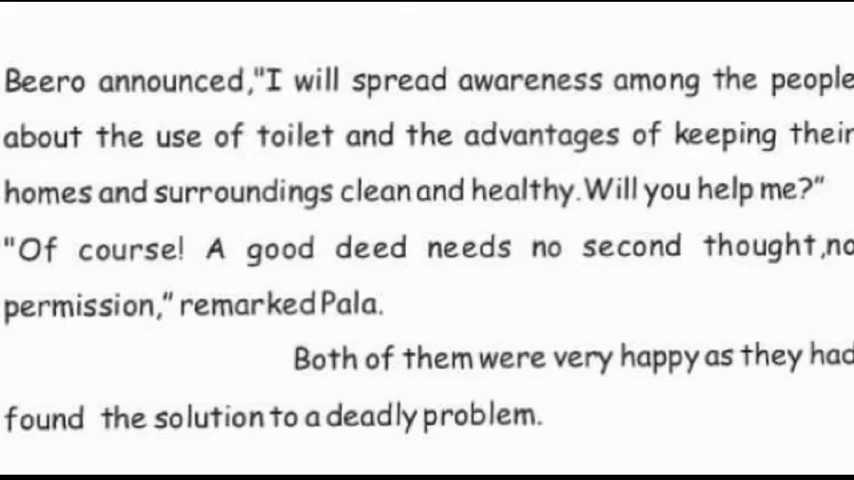 Beero announced,"I will spread awareness among the people
about the use of toilet and the advantages of keeping their
homes and surroundings clean and healthy.Will you help me?"
"Of course! A good deed needs no second thought,no
permission," remarked Pala.
Both of them were very happy as they had
found the solution to a deadly problem.